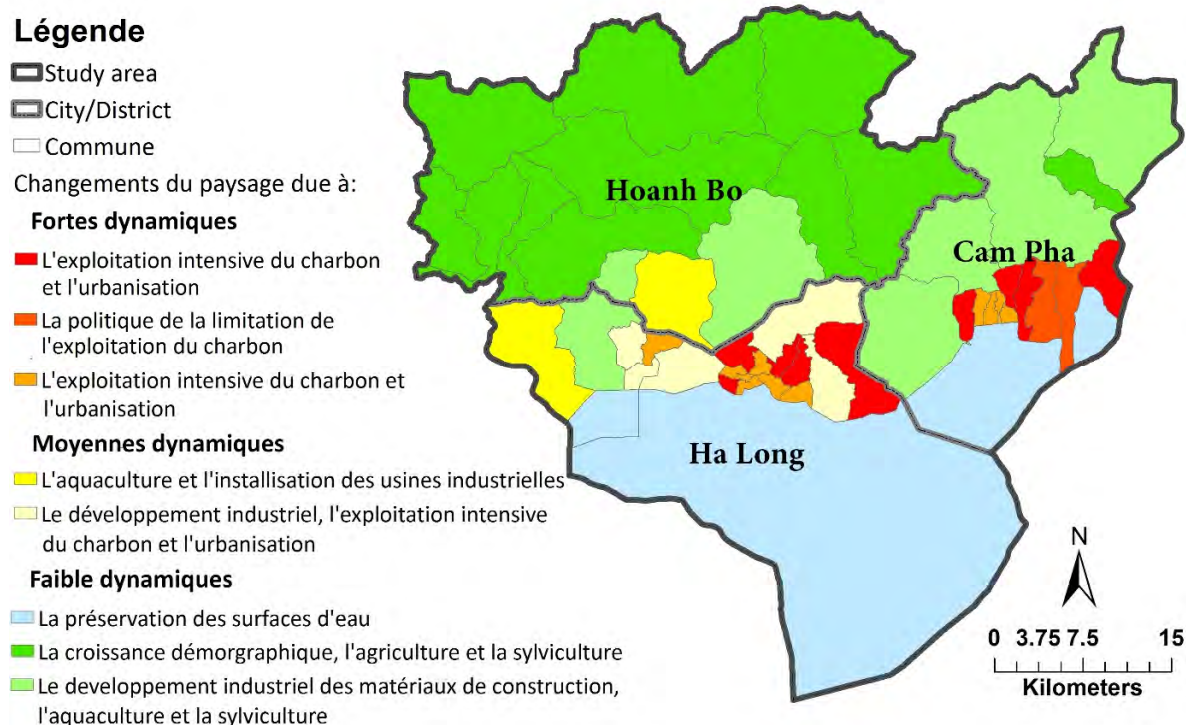 Légende
Study area
City/District
Commune
Changements du paysage due à:
Fortes dynamiques
L'exploitation intensive du charbon
et l'urbanisation
La politique de la limitation de
l'exploitation du charbon
L'exploitation intensive du charbon et
l'urbanisation
Moyennes dynamiques
L'aquaculture et l'installisation des usines industrielles
Le développement industriel, l'exploitation intensive
du charbon et l'urbanisation
Faible dynamiques
La préservation des surfaces d'eau
La croissance démorgraphique, l'agriculture et la sylviculture
Le developpement industriel des matériaux de construction,
l'aquaculture et la sylviculture
Hoanh Bo
Cam Pha
Ha Long
N
0 3.75 7.5 15
Kilometers